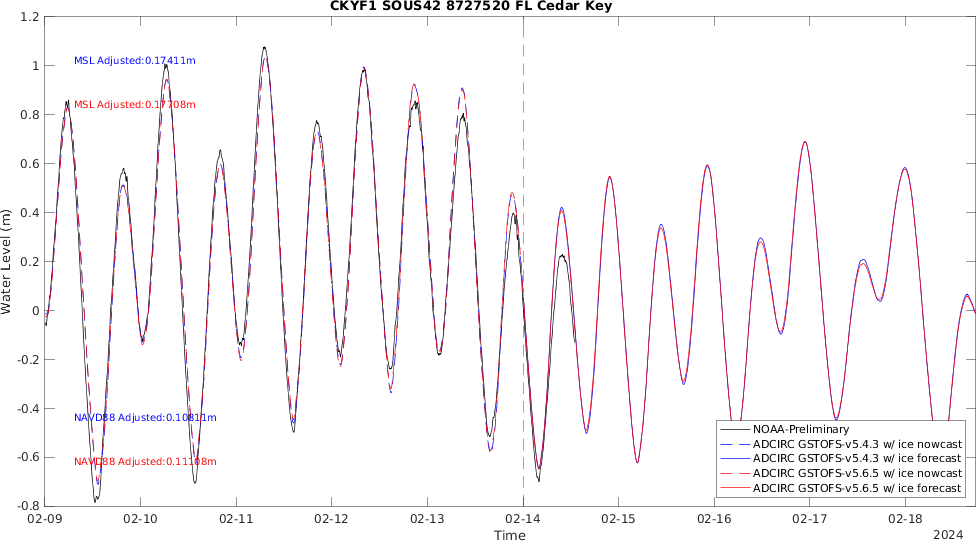 CKYF1 SOUS42 8727520 FL Cedar Key
1.2
1
0.8
0.6
0.4
0.2
0
-0.2
-0.4
-0.6
-0.8
Water Level (m)
MSL Adjusted:0.17411m
MSL Adjusted:0.17708m
NAVD88 Adjusted:0.10811m
NAVD88 Adjusted:0.11108m
NOAA-Preliminary
ADCIRC GSTOFS-v5.4.3 w/ ice nowcast
ADCIRC GSTOFS-v5.4.3 w/ ice forecast
ADCIRC GSTOFS-v5.6.5 w/ ice nowcast
ADCIRC GSTOFS-v5.6.5 w/ ice forecast
02-09 02-10 02-11 02-12 02-13 02-14 02-15 02-16 02-17 02-18
Time
2024